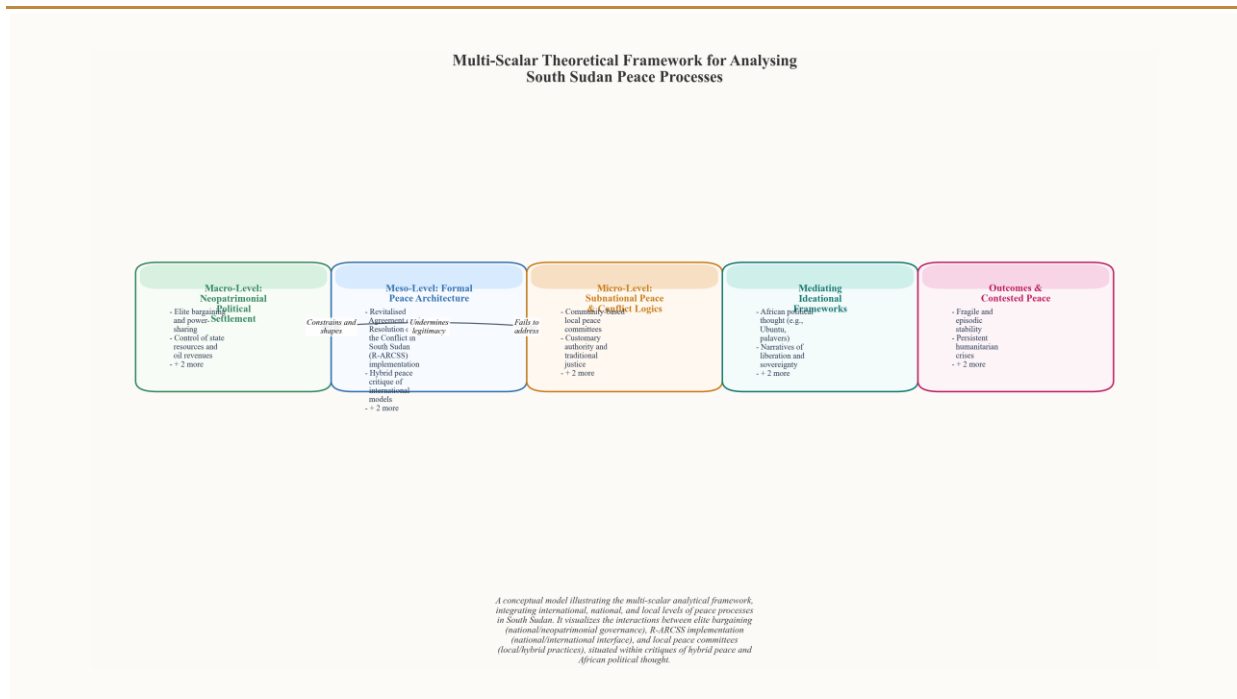 Multi-Scalar Theoretical Framework for Analysing
South Sudan Peace Processes
Macro-Level:
Neopatrimonial
Political
Settlement
- Elite bargaining
and power-
sharing
- Control of state
resources and
oil revenues
- + 2 more
Constrains and
shapes
Meso-Level: Formal
Peace Architecture
- Revitalised
Agreement
Resolution
the Conflict in
South Sudan
(R-ARCSS)
implementation
- Hybrid peace
critique of
international
models
- + 2 more
Undermines
legitimacy
Fails to
address
Micro-Level:
Subnational Peace
& Conflict Logics
- Community-based
local peace
committees
- Customary
authority and
traditional
justice
- + 2 more
Mediating
Ideational
Frameworks
- African political
thought (e.g.,
Ubuntu,
palavers)
- Narratives of
liberation and
sovereignty
- + 2 more
Outcomes &
Contested Peace
- Fragile and
episodic
stability
- Persistent
humanitarian
crises
- + 2 more
A conceptual model illustrating the multi-scalar analytical framework,
integrating international, national, and local levels of peace processes
in South Sudan. It visualizes the interactions between elite bargaining
(national/neopatrimonial governance), R-ARCSS implementation
(national/international interface), and local peace committees
(local/hybrid practices), situated within critiques of hybrid peace and
African political thought.